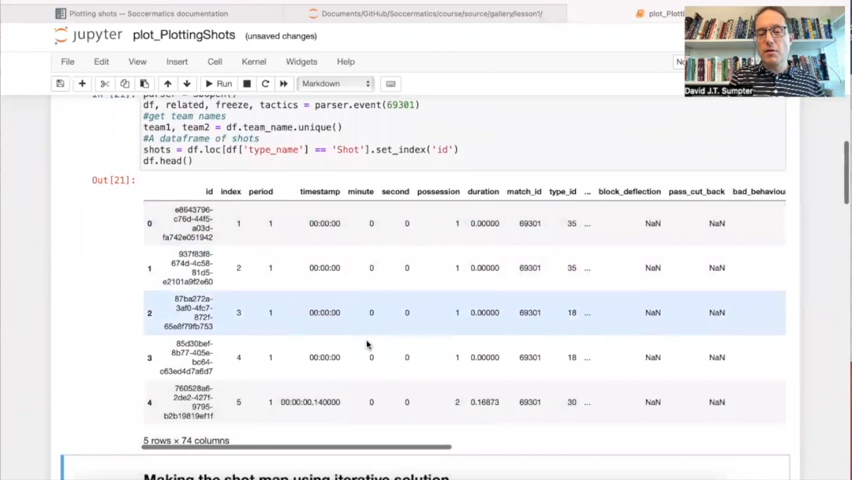 Plotting shots — Soccermatics documentation
Documents/GitHub/Soccermatics/course/source/gallery/lesson1/
plot_Plotting
jupyter plot_PlottingShots (unsaved changes)
File Edit View Insert Cell Kernel Widgets Help
Run Markdown
David J.T. Sumpter
df, related, freeze, tactics = parser.event(69301)
#get team names
team1, team2 = df.team_name.unique()
#A dataframe of shots
shots = df.loc[df['type_name'] == 'Shot'].set_index('id')
df.head()
Out[21]:
id index period timestamp minute second possession duration match_id type_id ... block_deflection pass_cut_back bad_behaviou
e8643796-
c76d-44f5-
0 1 1 00:00:00 0 0 1 0.00000 69301 35 ... NaN NaN
a03d-
fa742e051942
937f83f8-
674d-4c58-
1 2 1 00:00:00 0 0 1 0.00000 69301 35 ... NaN NaN
81d5-
e2101a9f2e60
87ba272a-
3af0-4fc7-
2 3 1 00:00:00 0 0 1 0.00000 69301 18 ... NaN NaN
872f-
65e8f79fb753
85d30bef-
8b77-405e-
3 4 1 00:00:00 0 0 1 0.00000 69301 18 ... NaN NaN
bc64-
c63ed4d7a6d7
760528a6-
2de2-427f-
4 5 1 00:00:00.140000 0 0 2 0.16873 69301 30 ... NaN NaN
9795-
b2b19819ef1f
5 rows × 74 columns
Making the shot map using iterative solution